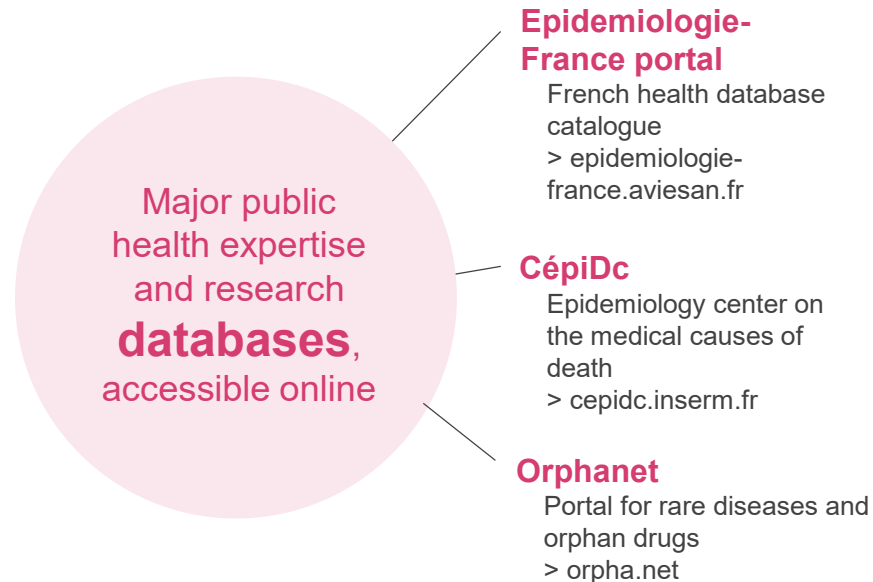 Major public
health expertise
and research
databases,
accessible online
Epidemiologie-
France portal
French health database
catalogue
> epidemiologie-
france.aviesan.fr
CépiDc
Epidemiology center on
the medical causes of
death
> cepidc.inserm.fr
Orphanet
Portal for rare diseases and
orphan drugs
> orpha.net